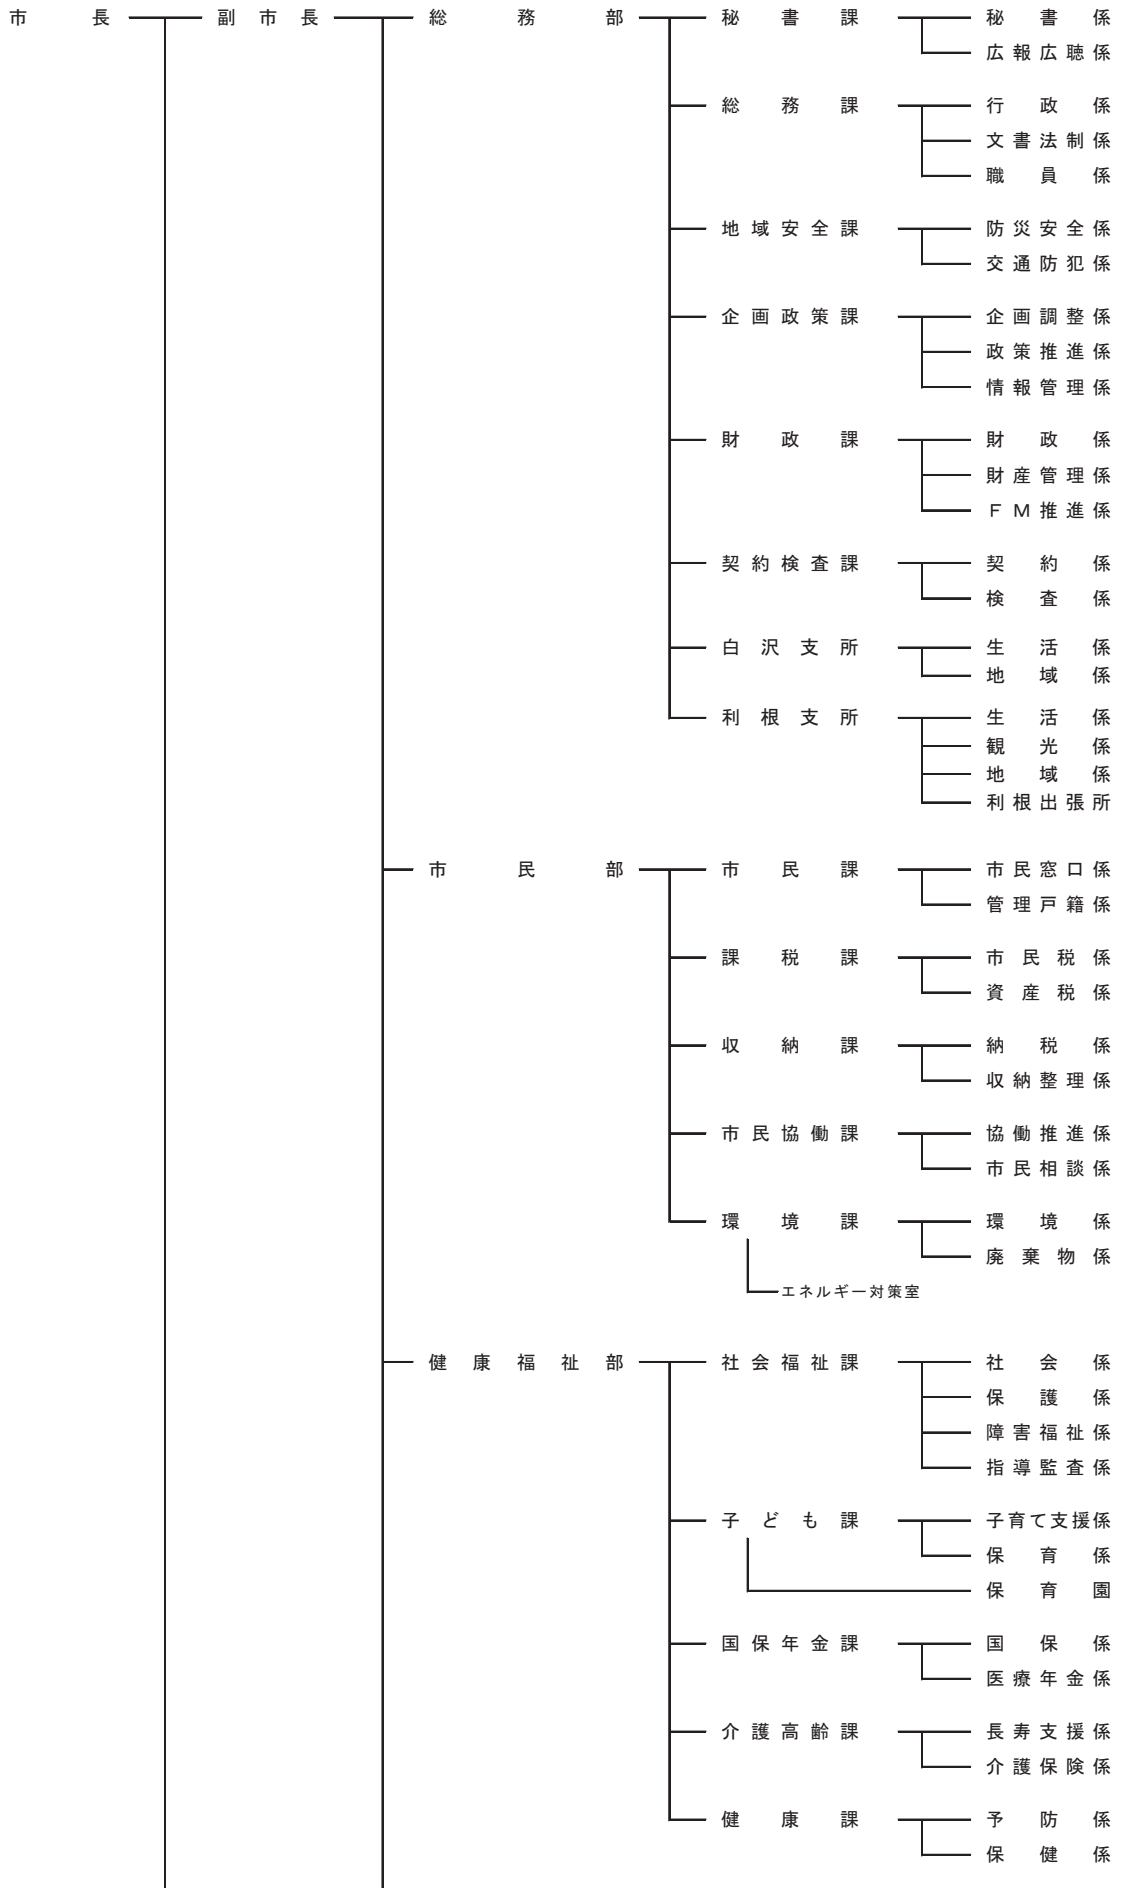 市長 副市長 総務部 秘書課 秘書係
広報広聴係
総務課 行政係
文書法制係
職員係
地域安全課 防災安全係
交通防犯係
企画政策課 企画調整係
政策推進係
情報管理係
財政課 財政係
財産管理係
FM推進係
契約検査課 契約係
検査係
白沢支所 生活係
地域係
利根支所 生活係
観光係
地域係
利根出張所
市民部 市民課 市民窓口係
管理戸籍係
課税課 市民税係
資産税係
収納課 納税係
収納整理係
市民協働課 協働推進係
市民相談係
環境課 環境係
廃棄物係
エネルギー対策室
健康福祉部 社会福祉課 社会係
保護係
障害福祉係
指導監査係
子ども課 子育て支援係
保育係
保育園
国保年金課 国保係
医療年金係
介護高齢課 長寿支援係
介護保険係
健康課 予防係
保健係